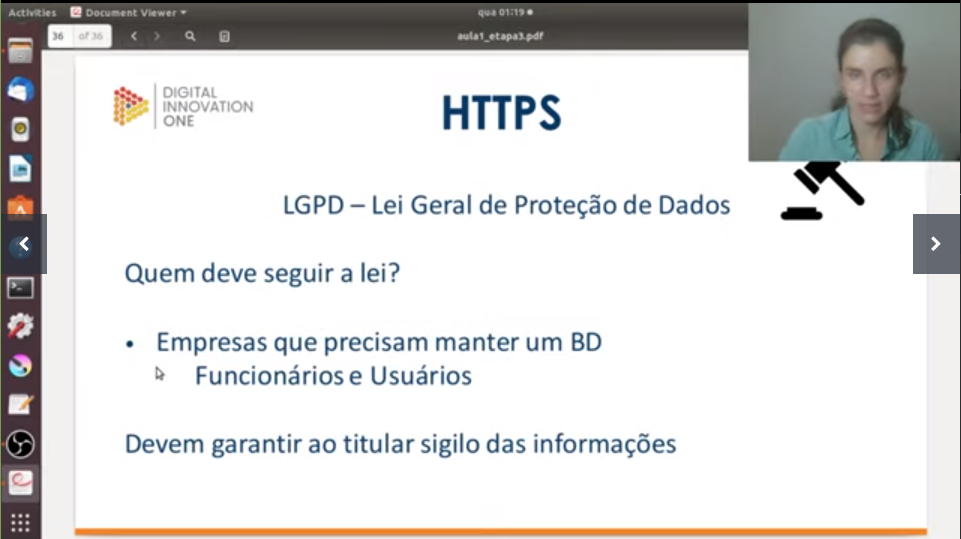 Activities
Document Viewer
qua 01:19
36 of 36
aula1_etapa3.pdf
DIGITAL
INNOVATION
ONE
HTTPS
LGPD – Lei Geral de Proteção de Dados
Quem deve seguir a lei?
• Empresas que precisam manter um BD
Funcionários e Usuários
Devem garantir ao titular sigilo das informações